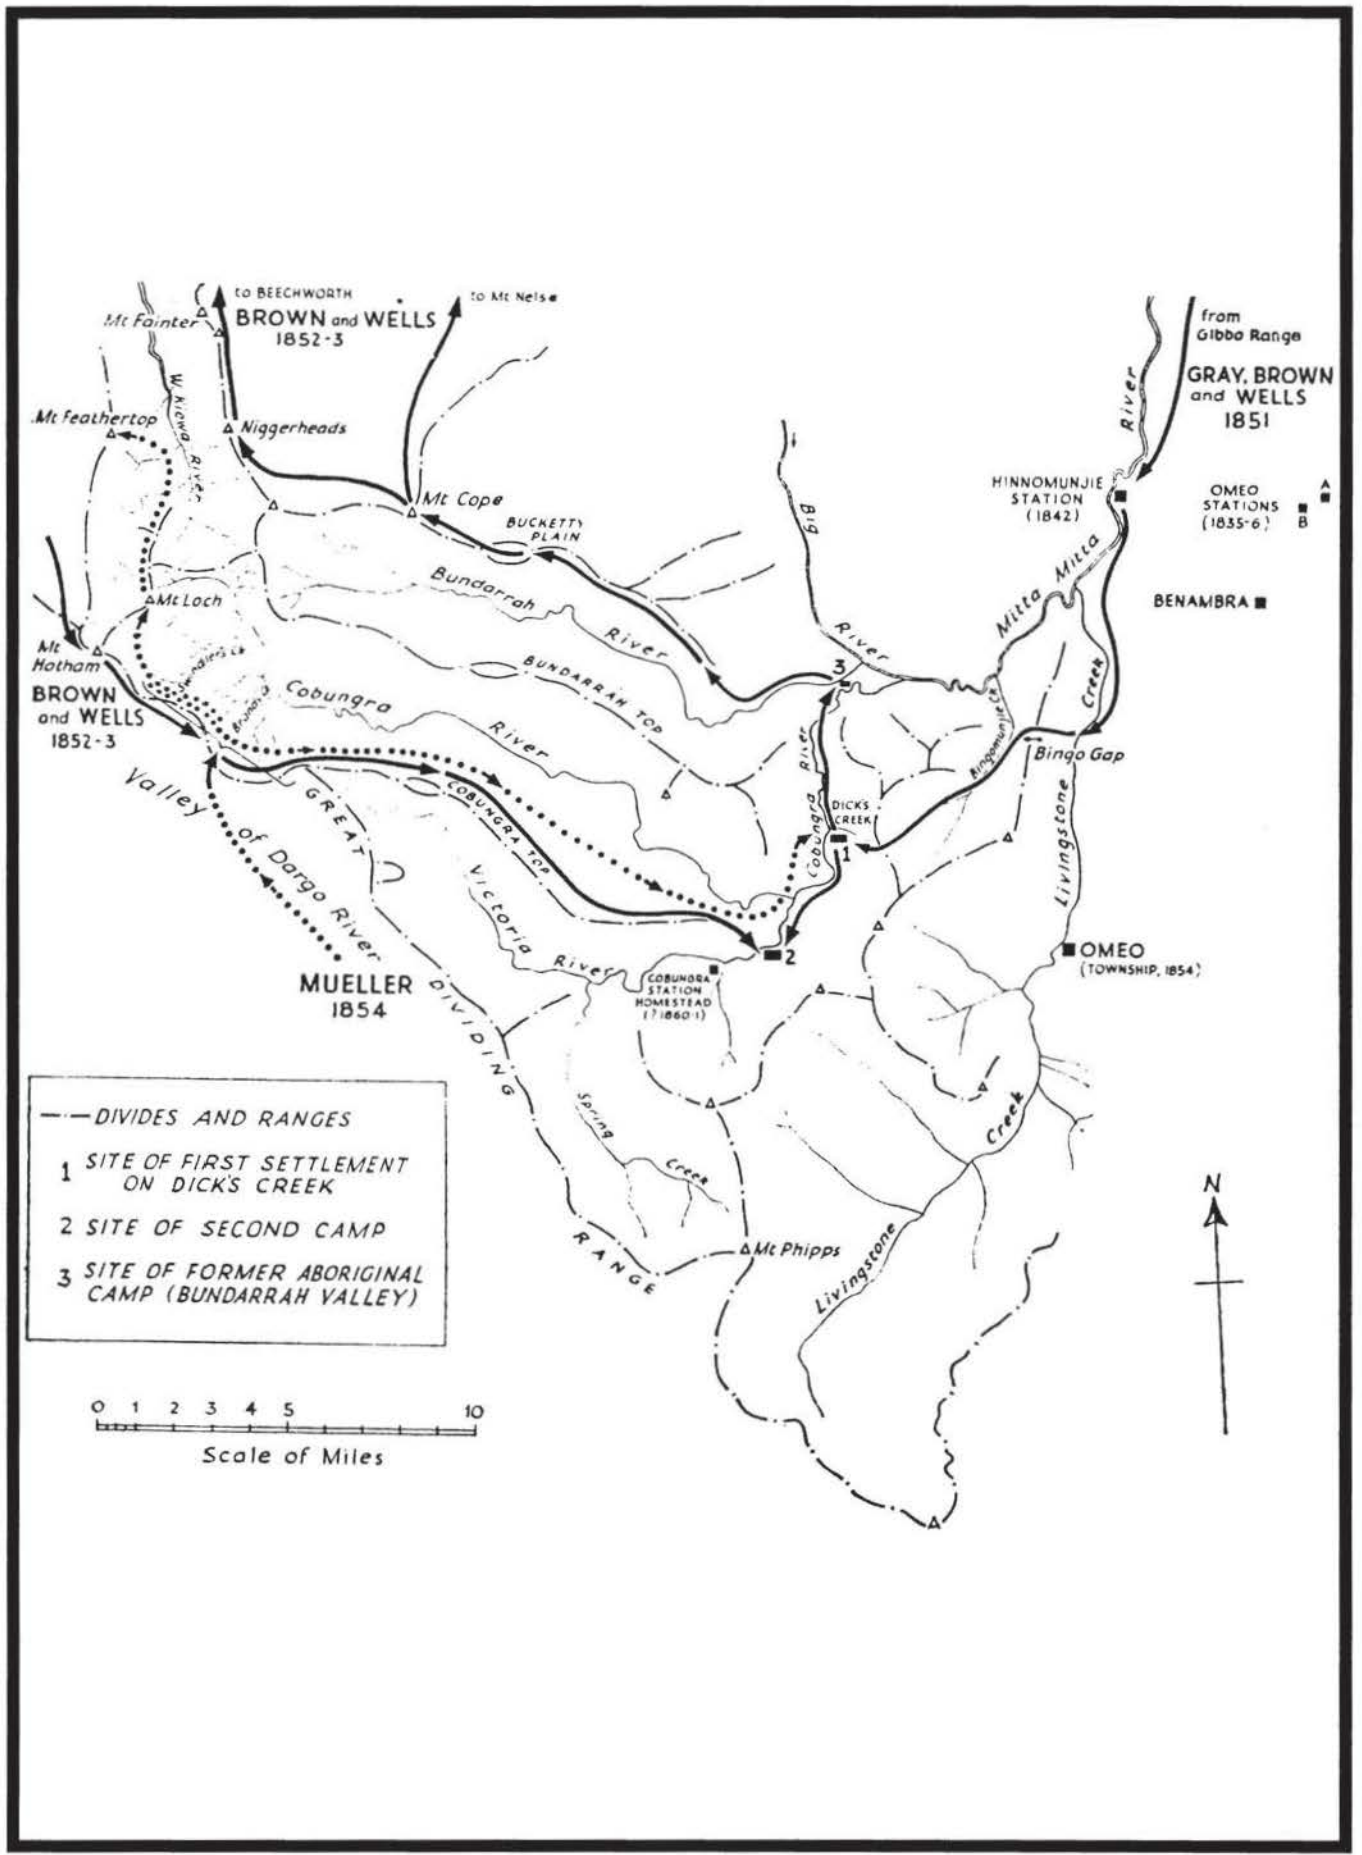 to BEECHWORTH
BROWN and WELLS
1852-3
to Mt Nelse
Mt Fainter
from
Gibbo Range
GRAY, BROWN
and WELLS
1851
River
W. Kiowa
River
Mt Feathertop
Niggerheads
Mt Cope
BUCKETTY
PLAIN
Big
River
HINNOMUNJIE
STATION
(1842)
OMEO
STATIONS
(1835-6)
A
B
BENAMBRA
Mitta Mitta
Bundarrah
River
Mt Loch
Mt
Hotham
BROWN
and WELLS
1852-3
BUNDARRAH TOP
Cobungra
River
3
Creek
Bingomunjie Ck
Bingo Gap
Valley
of Dargo River
COBUNGRA TOP
Cobungra River
DICK'S
CREEK
1
Livingstone
GREAT
DIVIDING
RANGE
Victoria
River
2
OMEO
(TOWNSHIP, 1854)
COBUNGRA
STATION
HOMESTEAD
(?1860-1)
MUELLER
1854
Spring
Creek
Creek
Livingstone
Mt Phipps
N
DIVIDES AND RANGES
1 SITE OF FIRST SETTLEMENT
ON DICK'S CREEK
2 SITE OF SECOND CAMP
3 SITE OF FORMER ABORIGINAL
CAMP (BUNDARRAH VALLEY)
0 1 2 3 4 5 10
Scale of Miles